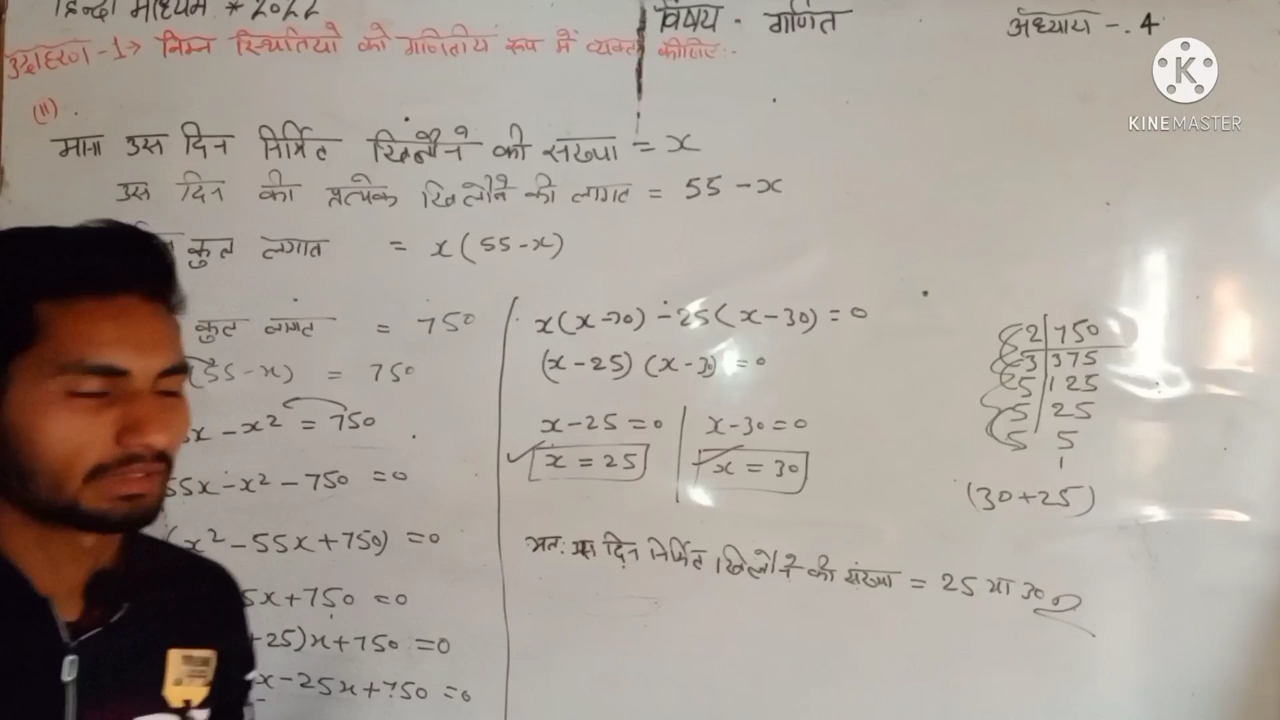 हिन्दी माध्यम * 2022
विषय - गणित
अध्याय - . 4
उदाहरण -1→ निम्न स्थितियो को गणितीय रूप में व्यक्त कीजिए:-
(ii) .
माना उस दिन निर्मित खिलौने की संख्या = x
उस दिन की प्रत्येक खिलौने की लागत = 55 - x
कुल लगात = x(55-x)
कुल लागत = 750
(55-x) = 750
x - x² = 750
55x - x² - 750 = 0
(x² - 55x + 750) = 0
5x + 750 = 0
+25)x + 750 = 0
x - 25x + 750 = 0
x(x-30) - 25(x-30) = 0
(x-25) (x-30) = 0
x-25 = 0
x = 25
x-30 = 0
x = 30
अतः उस दिन निर्मित खिलौने की संख्या = 25 या 30
2 | 750
3 | 375
5 | 125
5 | 25
5 5
1
(30+25)
K
KINEMASTER